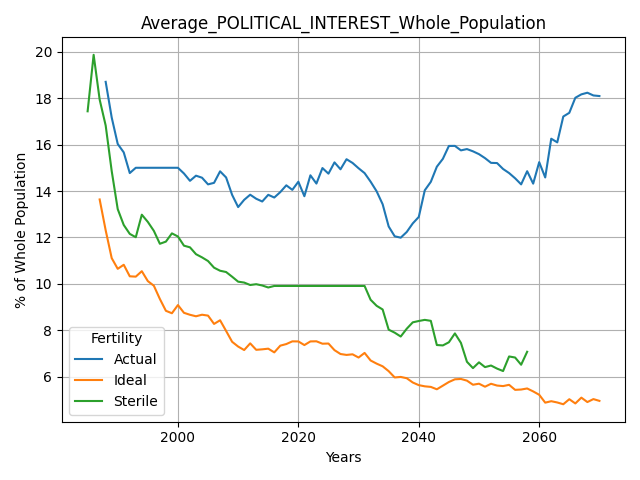 Average_POLITICAL_INTEREST_Whole_Population
% of Whole Population
20
18
16
14
12
10
8
6
Fertility
Actual
Ideal
Sterile
2000 2020 2040 2060
Years